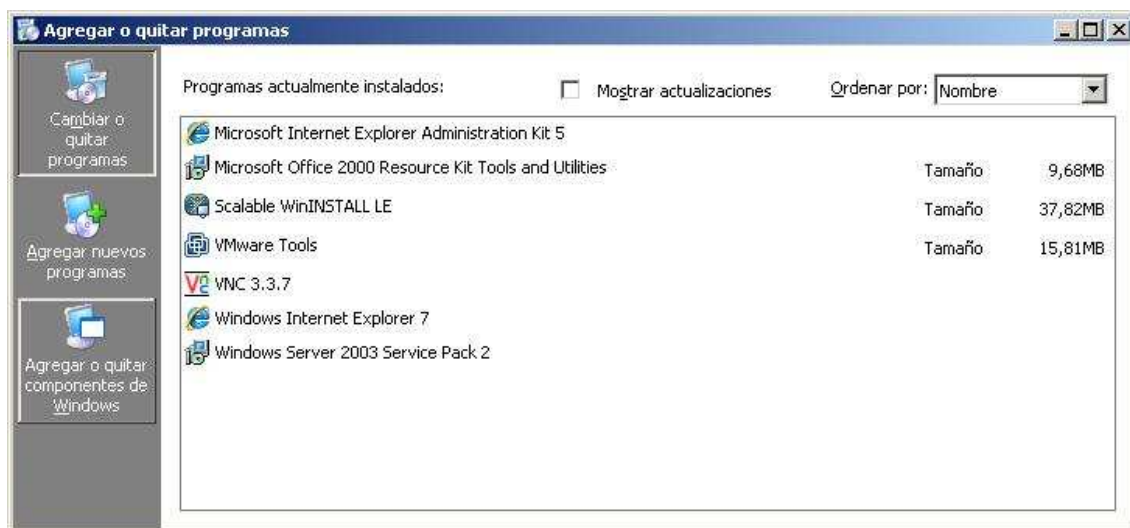 Agregar o quitar programas
Cambiar o
quitar
programas
Agregar nuevos
programas
Agregar o quitar
componentes de
Windows
Programas actualmente instalados:
Mostrar actualizaciones
Ordenar por: Nombre
Microsoft Internet Explorer Administration Kit 5
Microsoft Office 2000 Resource Kit Tools and Utilities Tamaño 9,68MB
Scalable WinINSTALL LE Tamaño 37,82MB
VMware Tools Tamaño 15,81MB
VNC 3.3.7
Windows Internet Explorer 7
Windows Server 2003 Service Pack 2